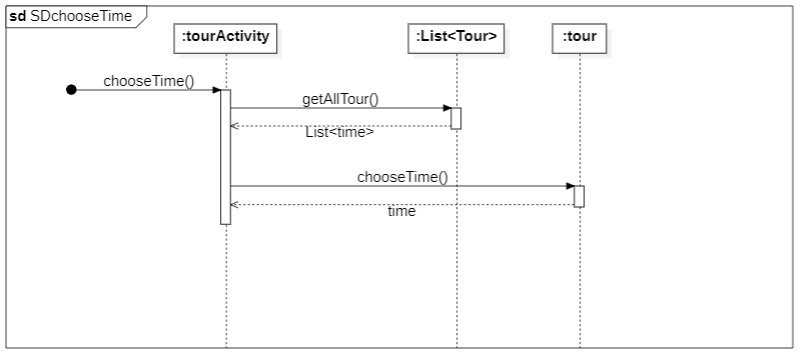 sd SDchooseTime
:tourActivity
:List<Tour>
:tour
chooseTime()
getAllTour()
List<time>
chooseTime()
time